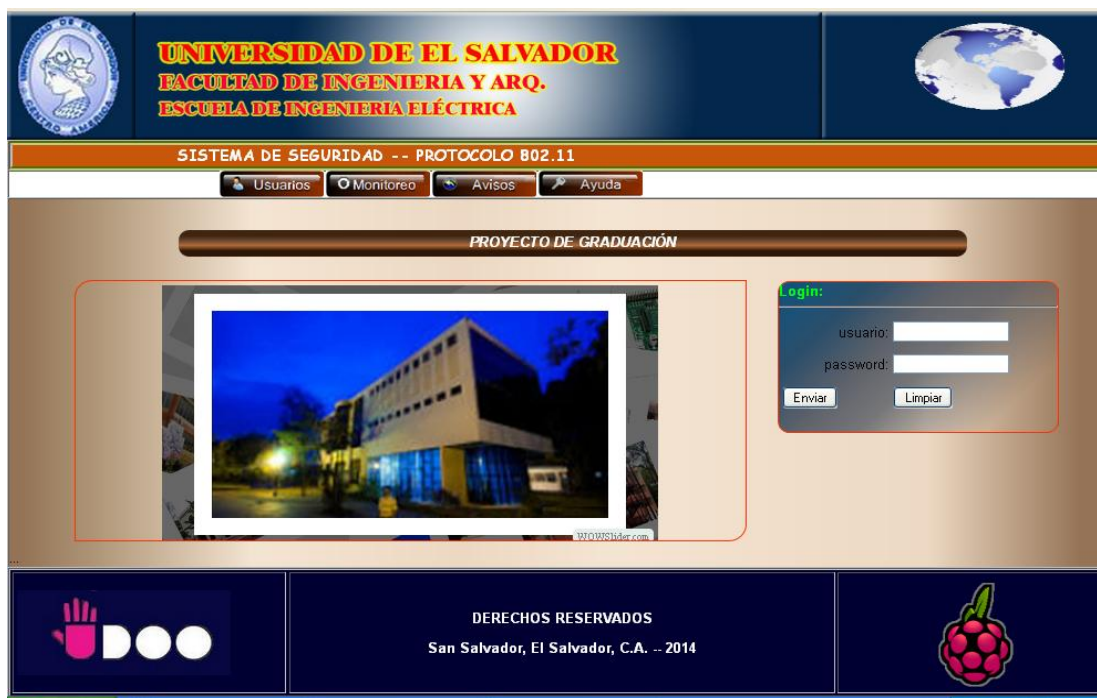 UNIVERSIDAD DE EL SALVADOR
FACULTAD DE INGENIERIA Y ARQ.
ESCUELA DE INGENIERIA ELÉCTRICA
SISTEMA DE SEGURIDAD -- PROTOCOLO 802.11
Usuarios
Monitoreo
Avisos
Ayuda
PROYECTO DE GRADUACIÓN
Login:
usuario:
password:
Enviar
Limpiar
WOWSlider.com
...
DOO
DERECHOS RESERVADOS
San Salvador, El Salvador, C.A. -- 2014